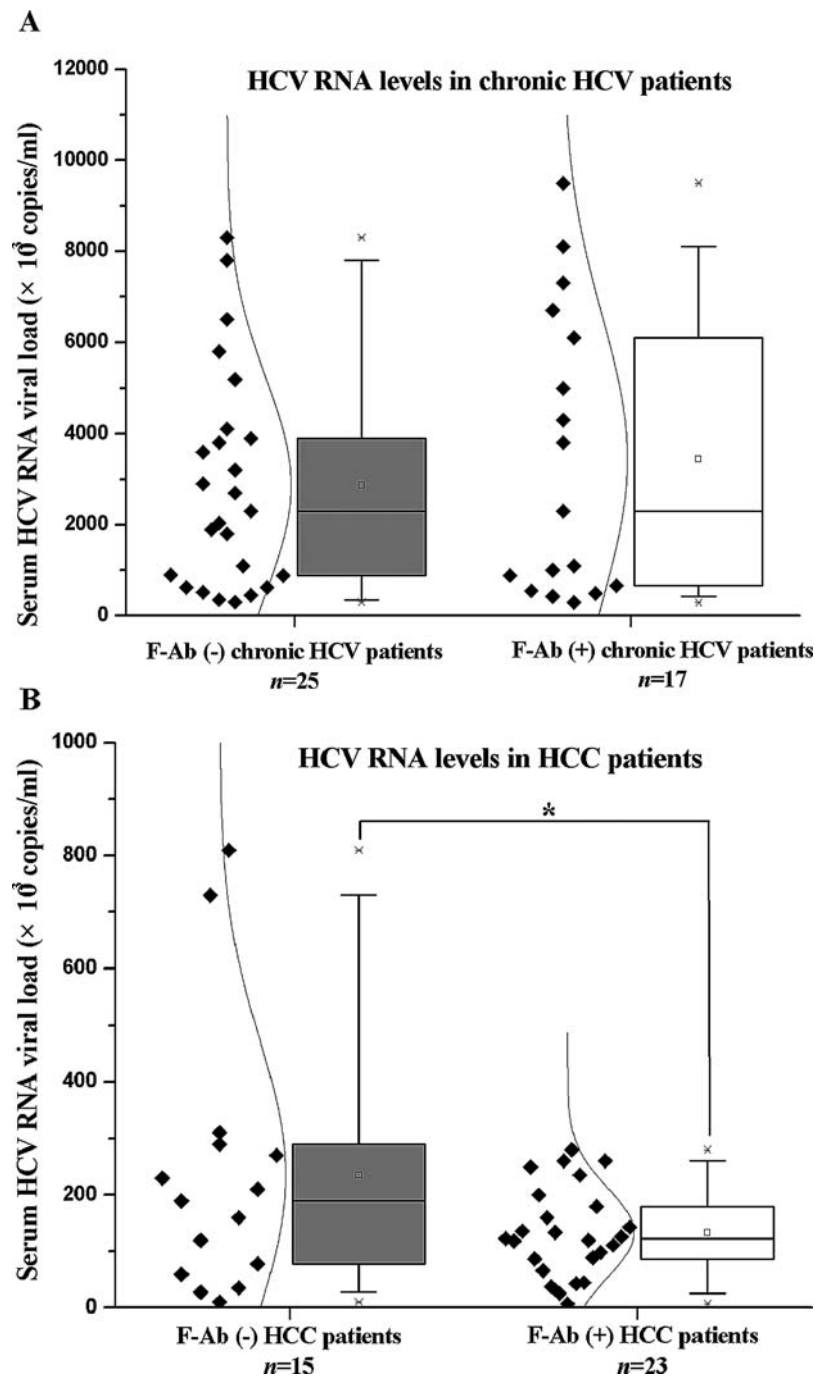 A
HCV RNA levels in chronic HCV patients
Serum HCV RNA viral load (× 10³ copies/ml)
12000
10000
8000
6000
4000
2000
0
F-Ab (-) chronic HCV patients
n=25
F-Ab (+) chronic HCV patients
n=17
B
HCV RNA levels in HCC patients
Serum HCV RNA viral load (× 10³ copies/ml)
1000
800
600
400
200
0
*
F-Ab (-) HCC patients
n=15
F-Ab (+) HCC patients
n=23